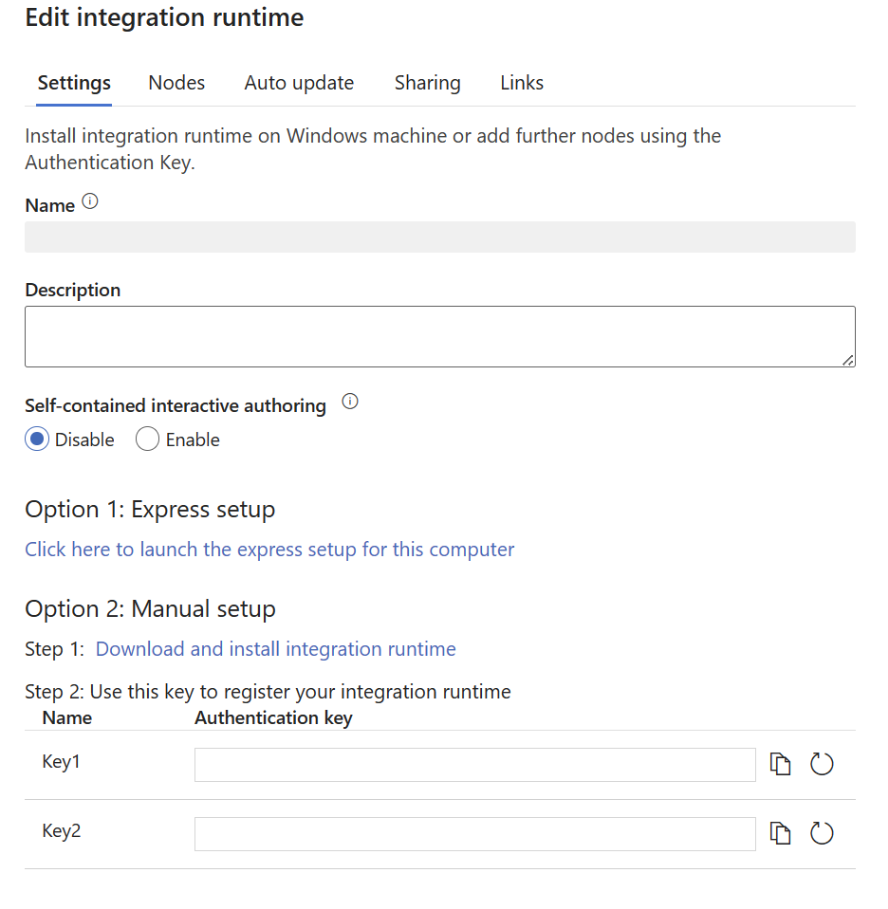 Edit integration runtime
Settings Nodes Auto update Sharing Links
Install integration runtime on Windows machine or add further nodes using the
Authentication Key.
Name
Description
Self-contained interactive authoring
Disable Enable
Option 1: Express setup
Click here to launch the express setup for this computer
Option 2: Manual setup
Step 1: Download and install integration runtime
Step 2: Use this key to register your integration runtime
Name Authentication key
Key1
Key2